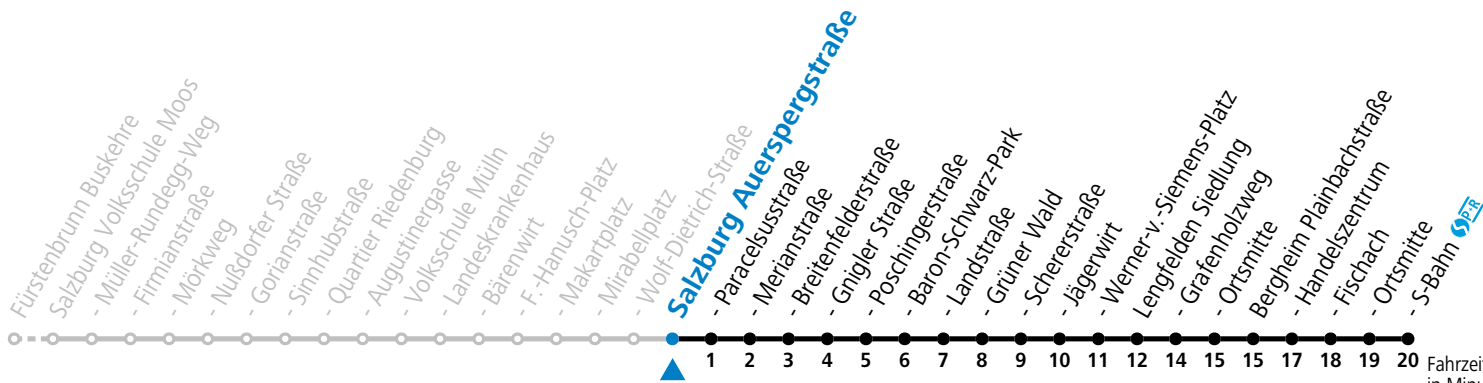 Fürstenbrunn Buskehre
Salzburg Volksschule Moos
- Müller-Rundegg-Weg
- Firmianstraße
- Mörkweg
- Nußdorfer Straße
- Gorianstraße
- Sinnhubstraße
- Quartier Riedenburg
- Augustinergasse
- Volksschule Mülln
- Landeskrankenhaus
- Bärenwirt
- F.-Hanusch-Platz
- Makartplatz
- Mirabellplatz
- Wolf-Dietrich-Straße
Salzburg Auerspergstraße
- Paracelsusstraße
- Merianstraße
- Breitenfelderstraße
- Gnigler Straße
- Poschingerstraße
- Baron-Schwarz-Park
- Landstraße
- Grüner Wald
- Schererstraße
- Jägerwirt
- Werner-v.-Siemens-Platz
Lengfelden Siedlung
- Grafenholzweg
- Ortsmitte
Bergheim Plainbachstraße
- Handelszentrum
- Fischach
- Ortsmitte
- S-Bahn S P+R
1 2 3 4 5 6 7 8 9 10 11 12 14 15 15 17 18 19 20 Fahrzei